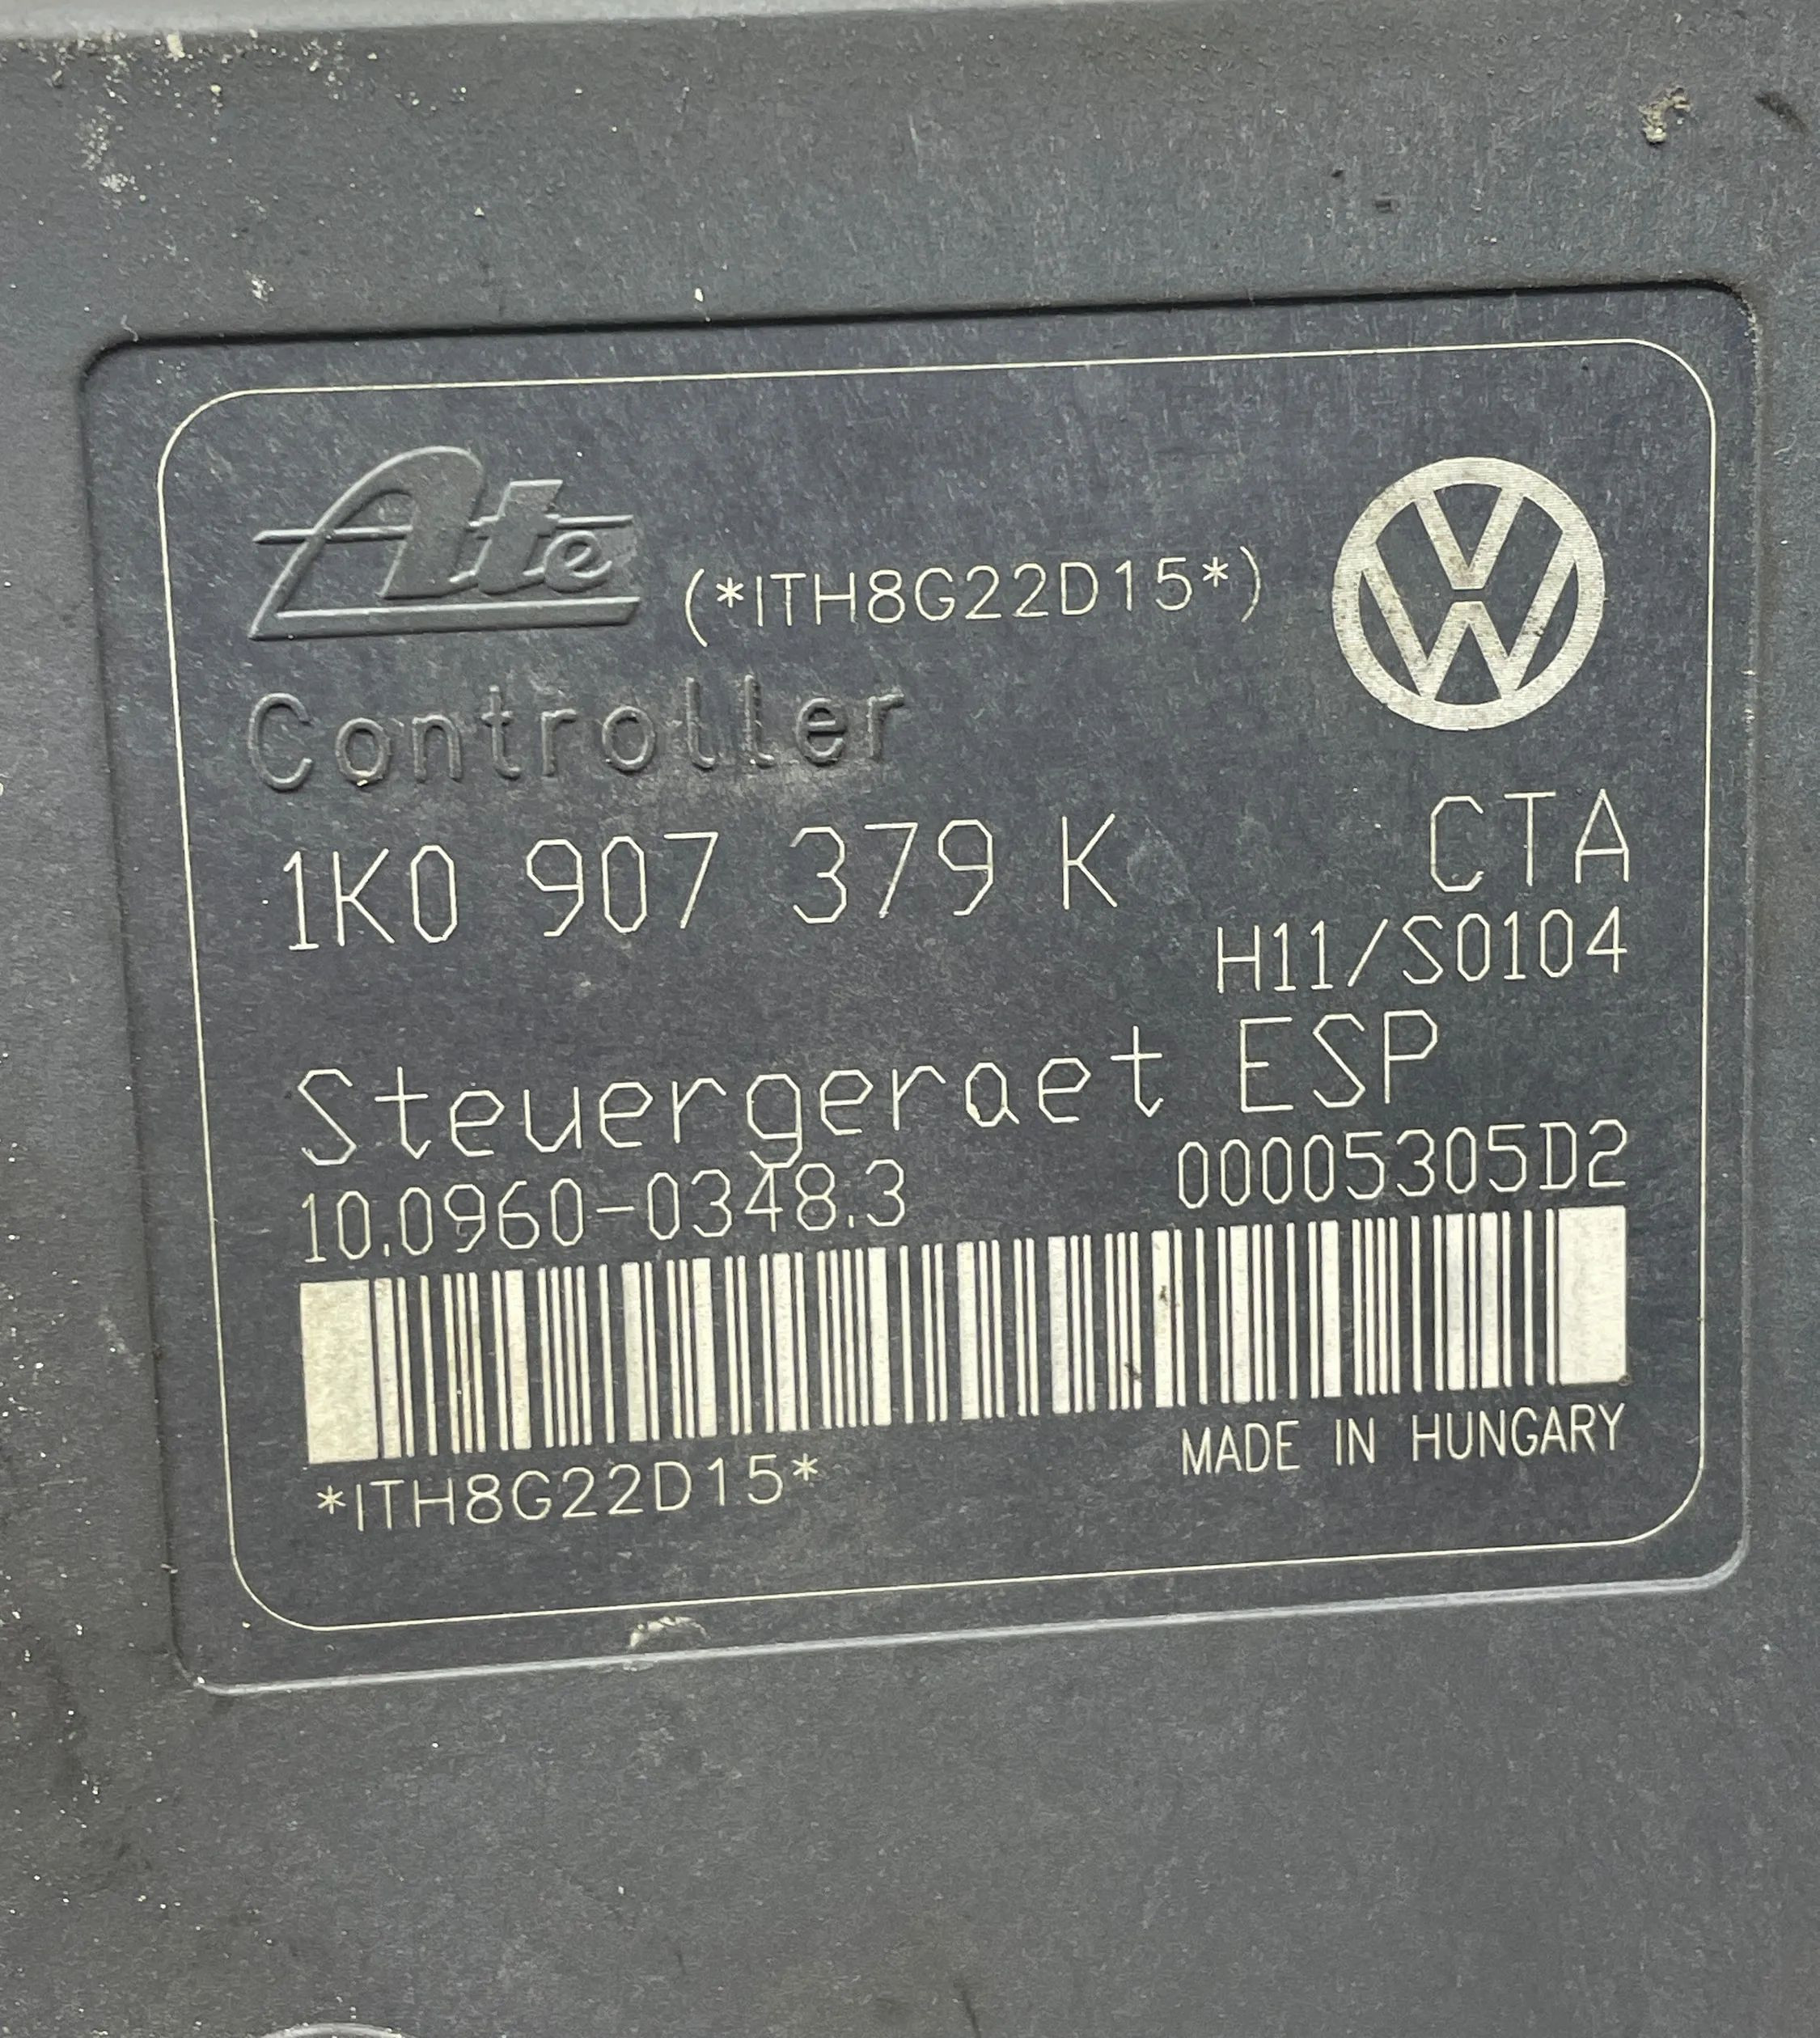 Ate (*ITH8G22D15*)
Controller
1K0 907 379 K CTA
H11/S0104
Steuergeraet ESP
10.0960-0348.3 00005305D2
*ITH8G22D15* MADE IN HUNGARY